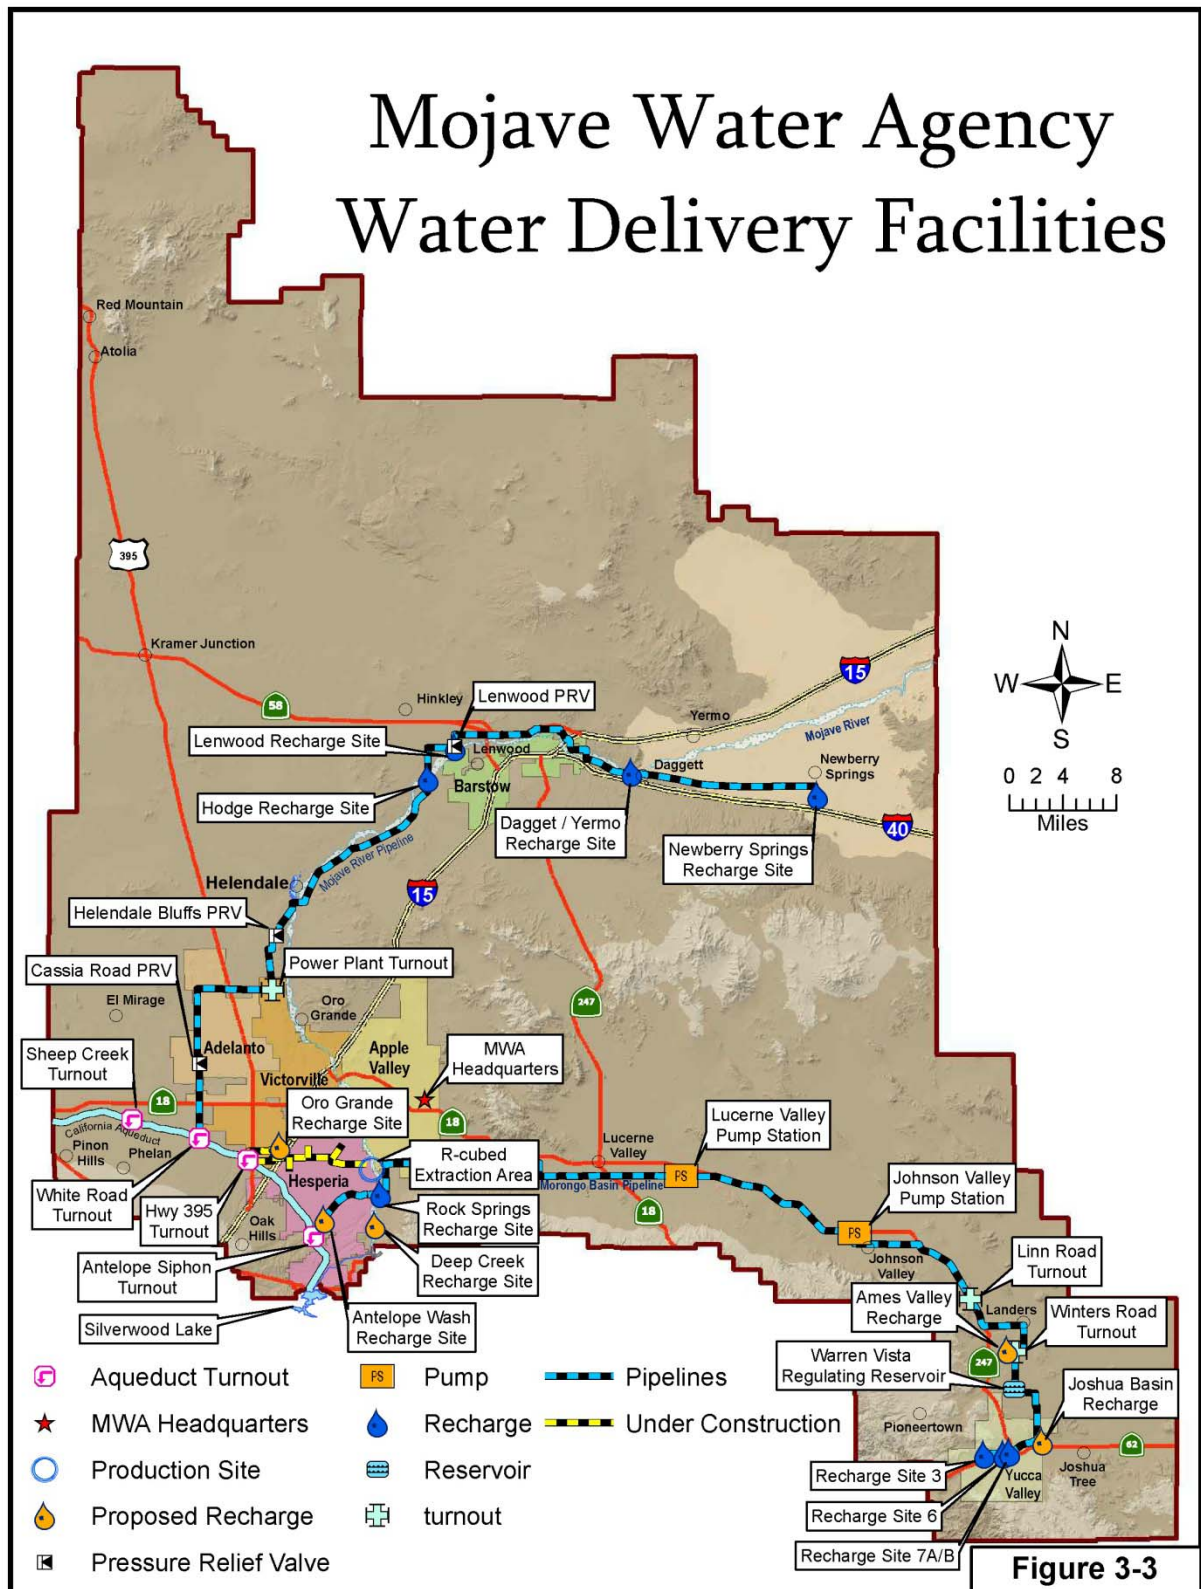 Mojave Water Agency
Water Delivery Facilities
Red Mountain
Atolia
395
Kramer Junction
58
Hinkley
Lenwood PRV
Lenwood Recharge Site
Lenwood
Barstow
Hodge Recharge Site
Yermo
15
Mojave River
Daggett
Newberry
Springs
Dagget / Yermo
Recharge Site
Newberry Springs
Recharge Site
40
N
W
E
S
0 2 4 8
Miles
Mojave River Pipeline
Helendale
15
Helendale Bluffs PRV
Cassia Road PRV
Power Plant Turnout
El Mirage
Oro
Grande
247
Sheep Creek
Turnout
Adelanto
Apple
Valley
MWA
Headquarters
Victorville
18
Oro Grande
Recharge Site
18
California Aqueduct
Pinon
Hills
Phelan
Lucerne Valley
Pump Station
Lucerne
Valley
R-cubed
Extraction Area
Hesperia
Morongo Basin Pipeline
PS
Johnson Valley
Pump Station
White Road
Turnout
Hwy 395
Turnout
Rock Springs
Recharge Site
18
PS
Oak
Hills
Johnson
Valley
Linn Road
Turnout
Antelope Siphon
Turnout
Deep Creek
Recharge Site
Ames Valley
Recharge
Landers
Winters Road
Turnout
Silverwood Lake
Antelope Wash
Recharge Site
Warren Vista
Regulating Reservoir
247
Joshua Basin
Recharge
Pioneertown
62
Joshua
Tree
Yucca
Valley
Recharge Site 3
Recharge Site 6
Recharge Site 7A/B
Aqueduct Turnout
PS
Pump
Pipelines
MWA Headquarters
Recharge
Under Construction
Production Site
Reservoir
Proposed Recharge
turnout
Pressure Relief Valve
Figure 3-3